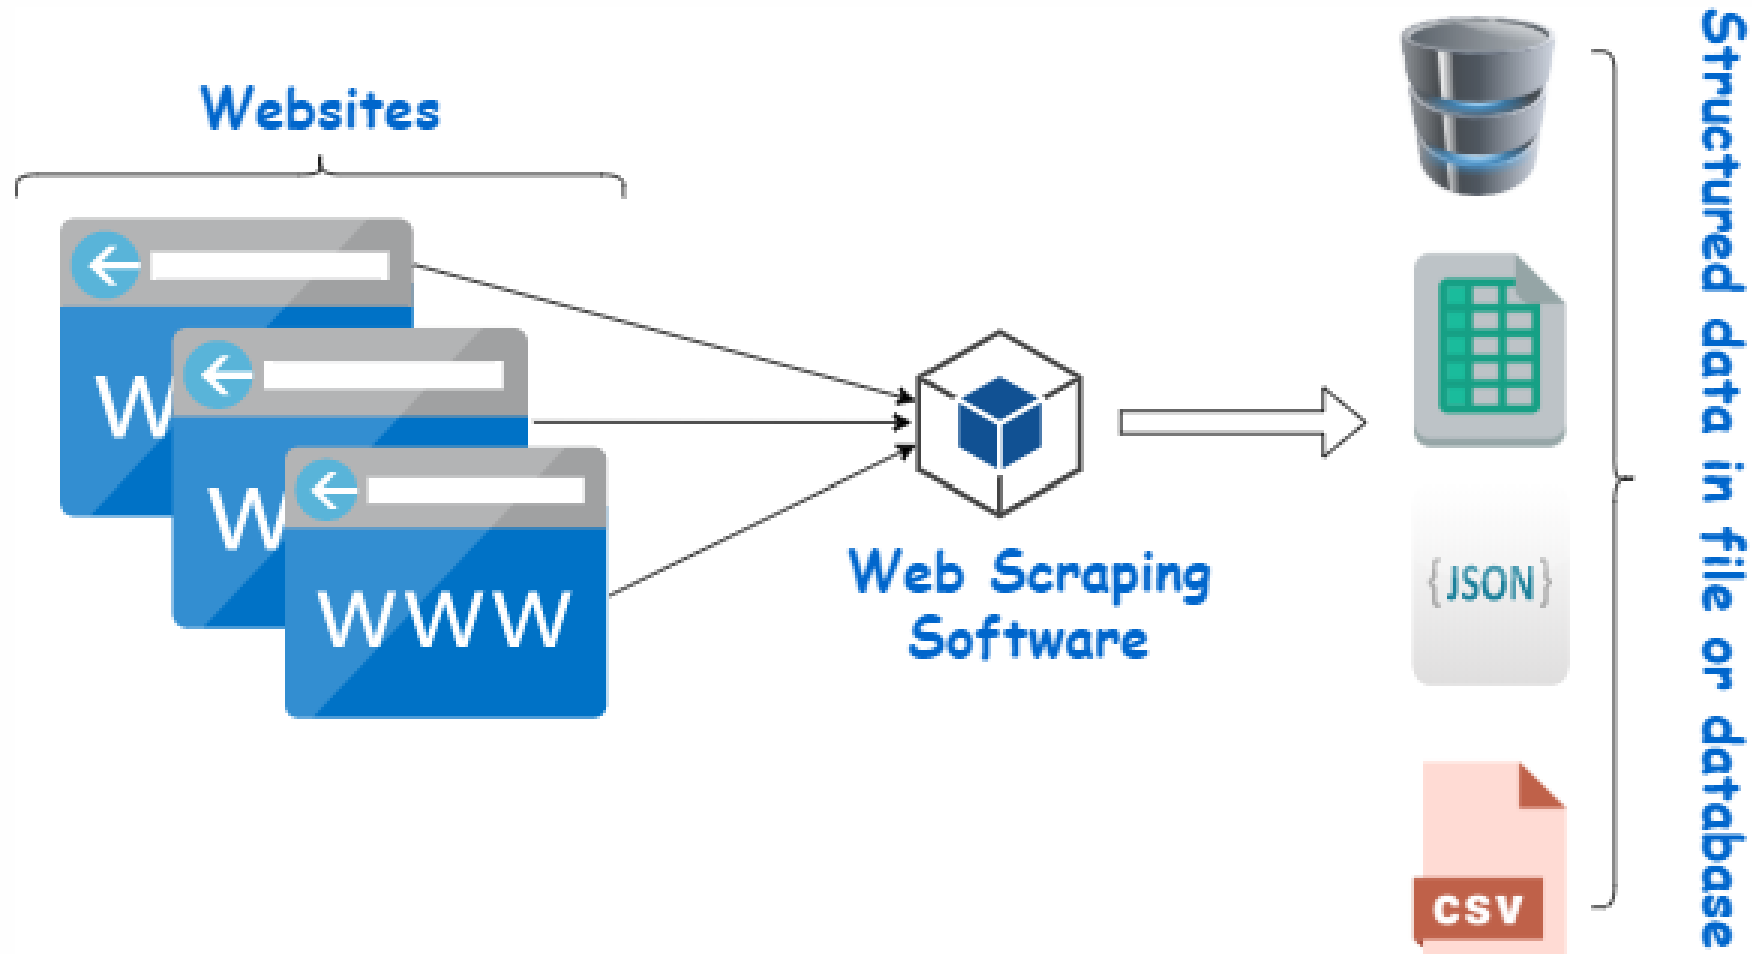 Websites
W
W
WWW
Web Scraping
Software
{JSON}
CSV
Structured data in file or database